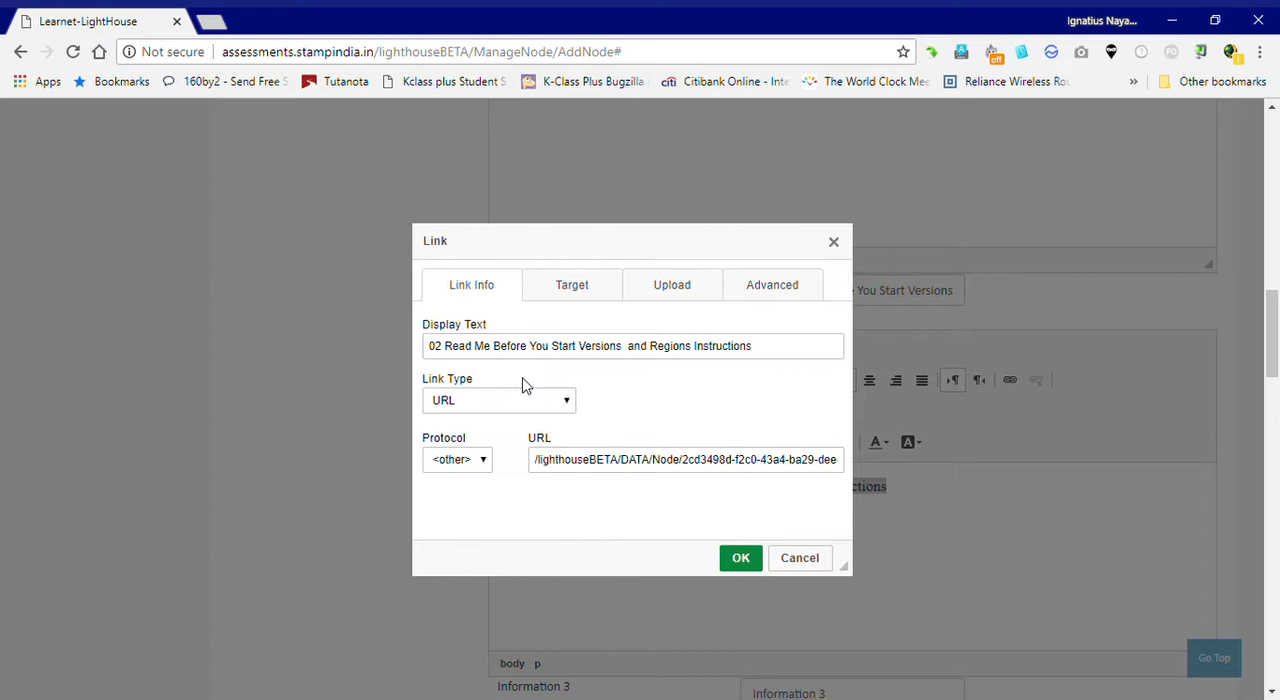 Learnet-LightHouse
Ignatius Naya...
Not secure
assessments.stampindia.in/lighthouseBETA/ManageNode/AddNode#
off
Apps
Bookmarks
160by2 - Send Free S
Tutanota
Kclass plus Student S
K-Class Plus Bugzilla
citi Citibank Online - Inte
The World Clock Mee
Reliance Wireless Rou
»
Other bookmarks
Link
Link Info
Target
Upload
Advanced
You Start Versions
Display Text
02 Read Me Before You Start Versions  and Regions Instructions
Link Type
URL
Protocol
URL
<other>
/lighthouseBETA/DATA/Node/2cd3498d-f2c0-43a4-ba29-dee
A
A
ctions
OK
Cancel
Go Top
body p
Information 3
Information 3